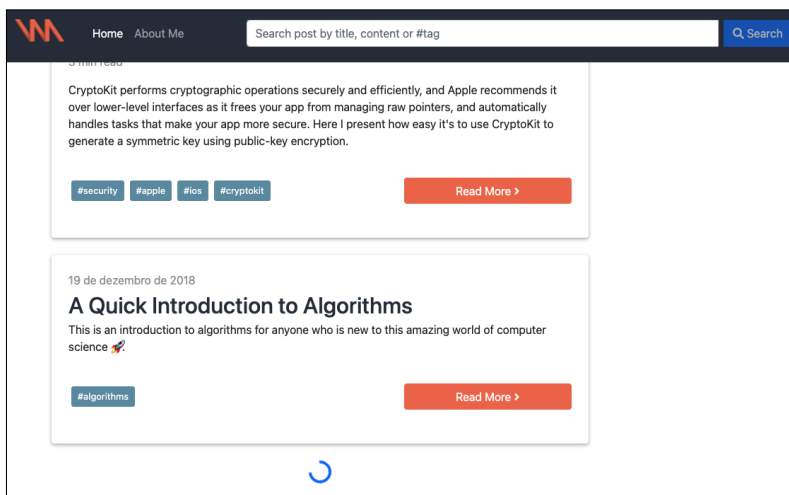 Home About Me Search post by title, content or #tag Search
5 min read
CryptoKit performs cryptographic operations securely and efficiently, and Apple recommends it
over lower-level interfaces as it frees your app from managing raw pointers, and automatically
handles tasks that make your app more secure. Here I present how easy it's to use CryptoKit to
generate a symmetric key using public-key encryption.
#security #apple #ios #cryptokit Read More
19 de dezembro de 2018
A Quick Introduction to Algorithms
This is an introduction to algorithms for anyone who is new to this amazing world of computer
science 🚀.
#algorithms Read More